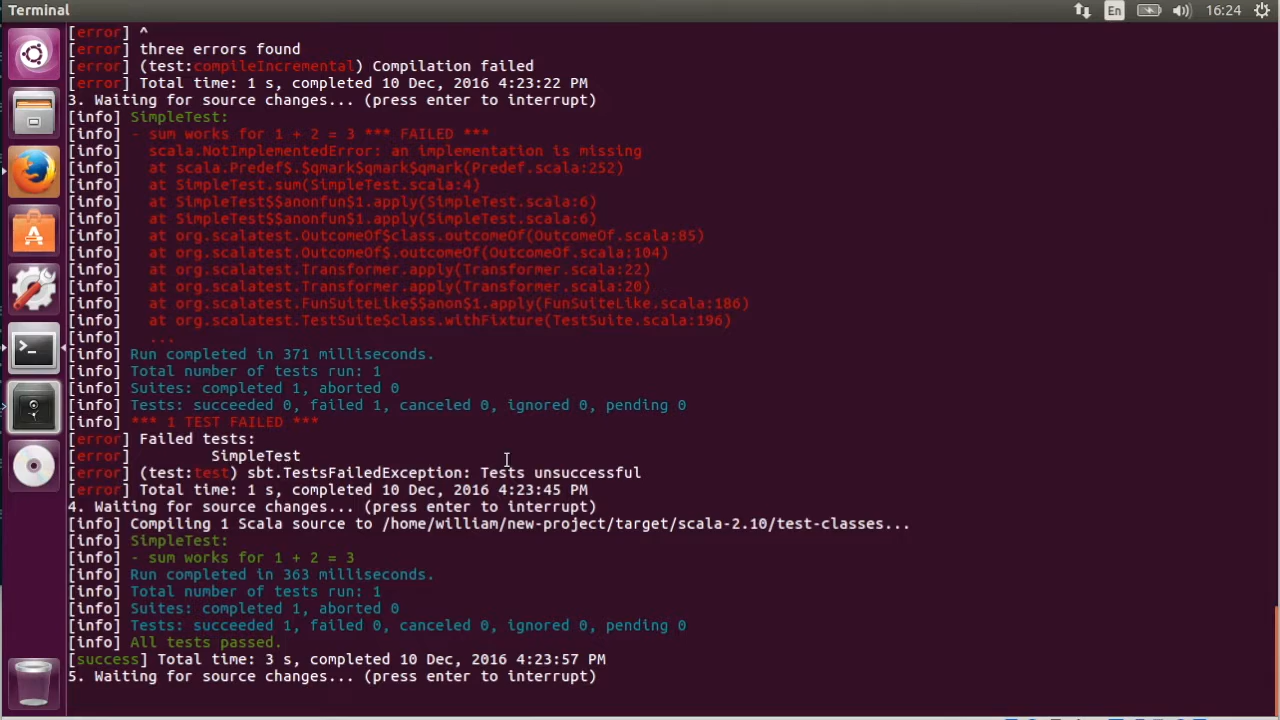 Terminal
En
16:24
[error] ^
[error] three errors found
[error] (test:compileIncremental) Compilation failed
[error] Total time: 1 s, completed 10 Dec, 2016 4:23:22 PM
3. Waiting for source changes... (press enter to interrupt)
[info] SimpleTest:
[info] - sum works for 1 + 2 = 3 *** FAILED ***
[info]   scala.NotImplementedError: an implementation is missing
[info]   at scala.Predef$.$qmark$qmark$qmark(Predef.scala:252)
[info]   at SimpleTest.sum(SimpleTest.scala:4)
[info]   at SimpleTest$$anonfun$1.apply(SimpleTest.scala:6)
[info]   at SimpleTest$$anonfun$1.apply(SimpleTest.scala:6)
[info]   at org.scalatest.OutcomeOf$class.outcomeOf(OutcomeOf.scala:85)
[info]   at org.scalatest.OutcomeOf$.outcomeOf(OutcomeOf.scala:104)
[info]   at org.scalatest.Transformer.apply(Transformer.scala:22)
[info]   at org.scalatest.Transformer.apply(Transformer.scala:20)
[info]   at org.scalatest.FunSuiteLike$$anon$1.apply(FunSuiteLike.scala:186)
[info]   at org.scalatest.TestSuite$class.withFixture(TestSuite.scala:196)
[info]   ...
[info] Run completed in 371 milliseconds.
[info] Total number of tests run: 1
[info] Suites: completed 1, aborted 0
[info] Tests: succeeded 0, failed 1, canceled 0, ignored 0, pending 0
[info] *** 1 TEST FAILED ***
[error] Failed tests:
[error]         SimpleTest
[error] (test:test) sbt.TestsFailedException: Tests unsuccessful
[error] Total time: 1 s, completed 10 Dec, 2016 4:23:45 PM
4. Waiting for source changes... (press enter to interrupt)
[info] Compiling 1 Scala source to /home/william/new-project/target/scala-2.10/test-classes...
[info] SimpleTest:
[info] - sum works for 1 + 2 = 3
[info] Run completed in 363 milliseconds.
[info] Total number of tests run: 1
[info] Suites: completed 1, aborted 0
[info] Tests: succeeded 1, failed 0, canceled 0, ignored 0, pending 0
[info] All tests passed.
[success] Total time: 3 s, completed 10 Dec, 2016 4:23:57 PM
5. Waiting for source changes... (press enter to interrupt)